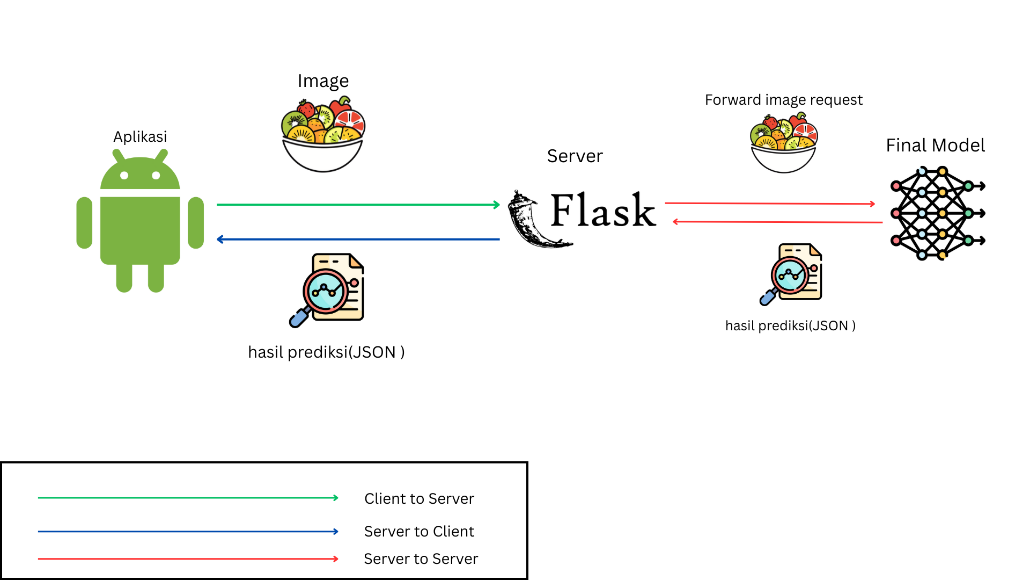 Image
Aplikasi
Forward image request
Server
Final Model
Flask
hasil prediksi(JSON )
hasil prediksi(JSON )
Client to Server
Server to Client
Server to Server